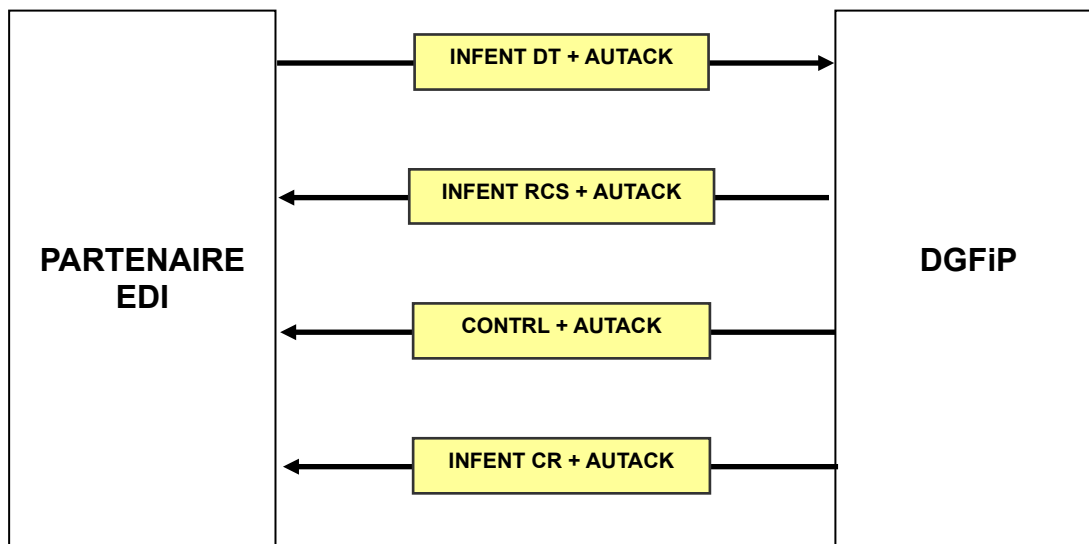 INFENT DT + AUTACK
INFENT RCS + AUTACK
PARTENAIRE
EDI
DGFiP
CONTRL + AUTACK
INFENT CR + AUTACK